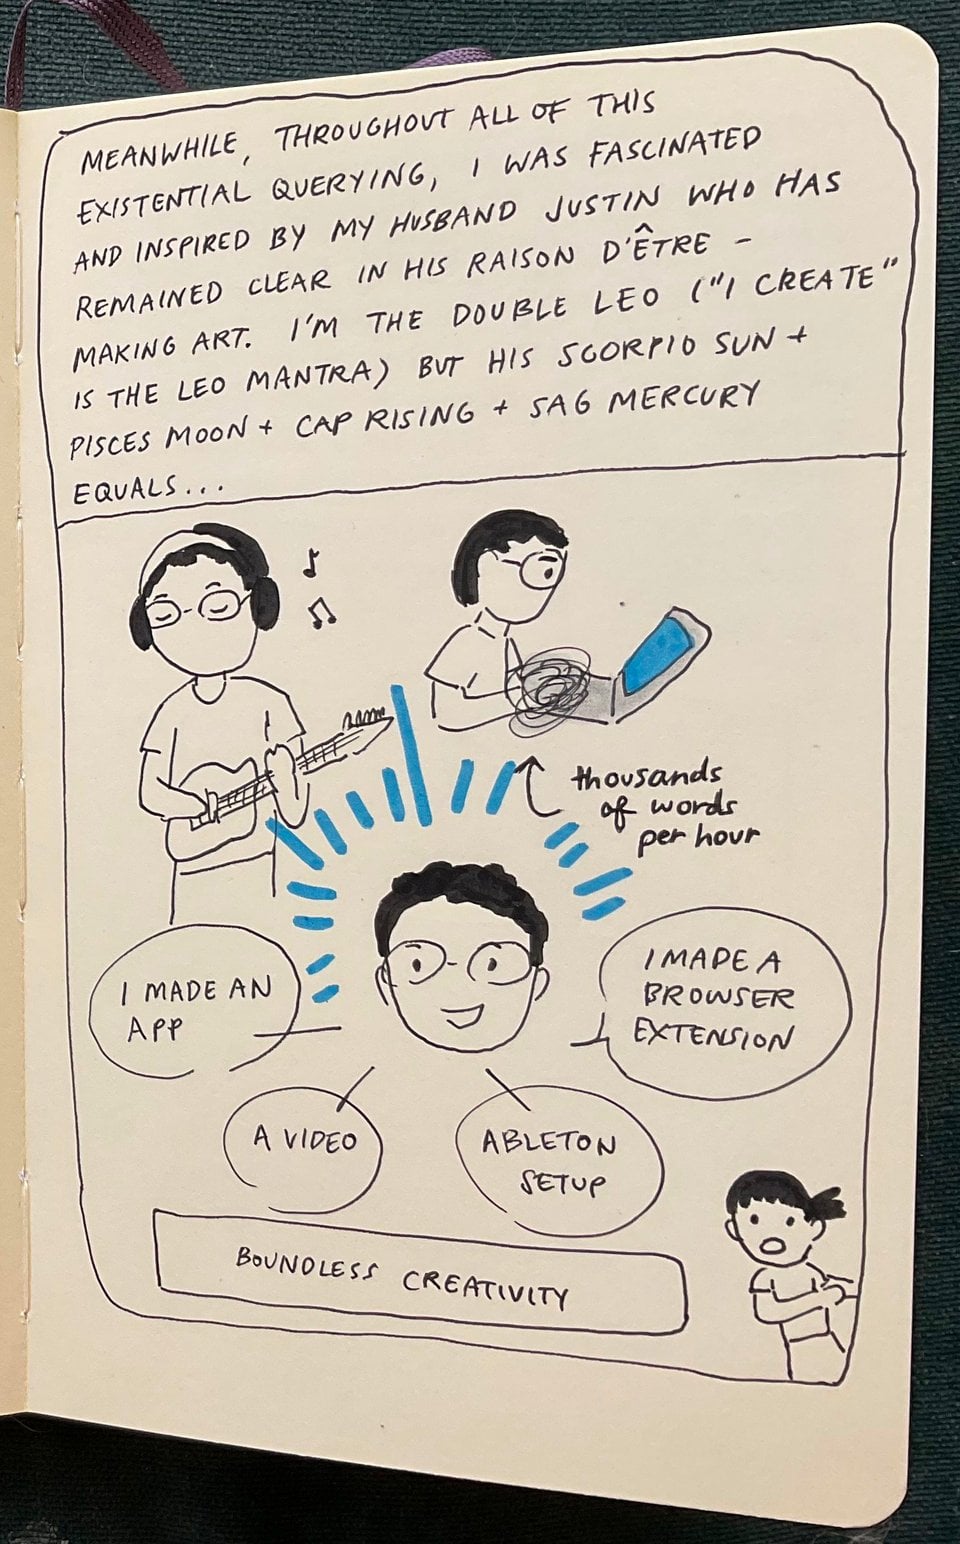 MEANWHILE, THROUGHOUT ALL OF THIS
EXISTENTIAL QUERYING, I WAS FASCINATED
AND INSPIRED BY MY HUSBAND JUSTIN WHO HAS
REMAINED CLEAR IN HIS RAISON D'ÊTRE -
MAKING ART. I'M THE DOUBLE LEO ("I CREATE"
IS THE LEO MANTRA) BUT HIS SCORPIO SUN +
PISCES MOON + CAP RISING + SAG MERCURY
EQUALS...
thousands
of words
per hour
I MADE AN
APP
I MADE A
BROWSER
EXTENSION
A VIDEO
ABLETON
SETUP
BOUNDLESS CREATIVITY